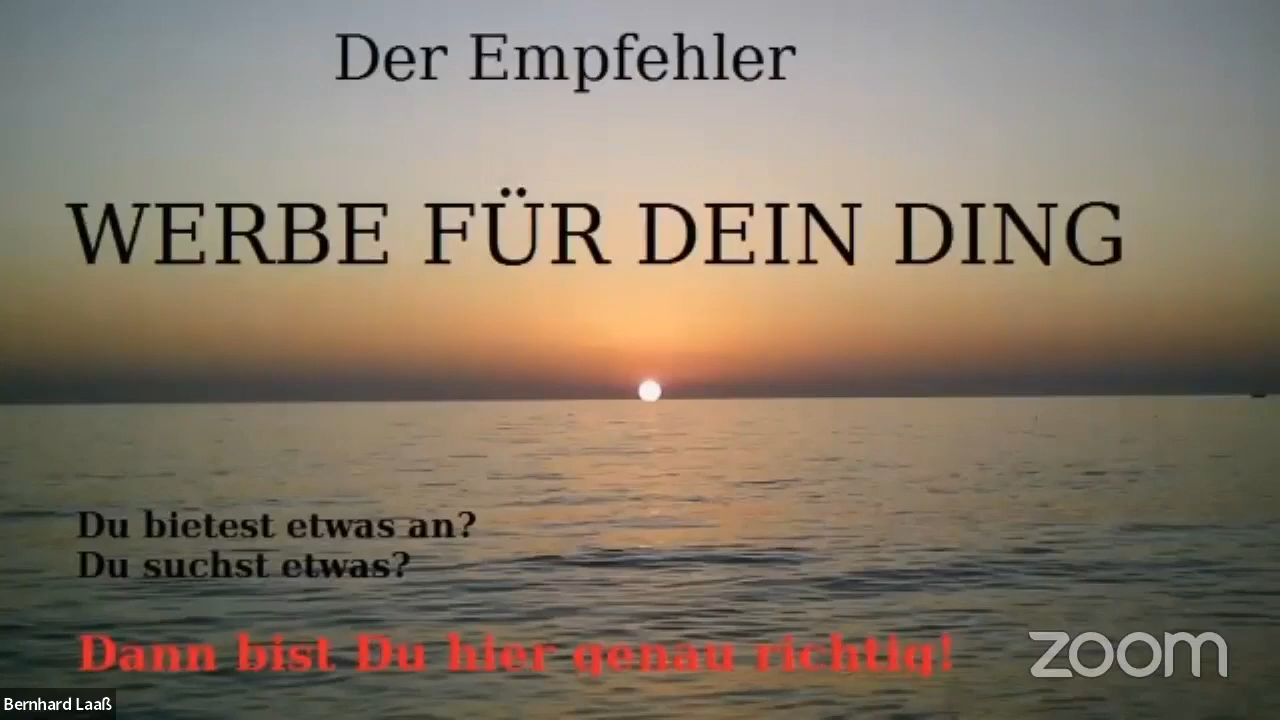 Der Empfehler
WERBE FÜR DEIN DING
Du bietest etwas an?
Du suchst etwas?
Dann bist Du hier genau richtig!
zoom
Bernhard Laaß